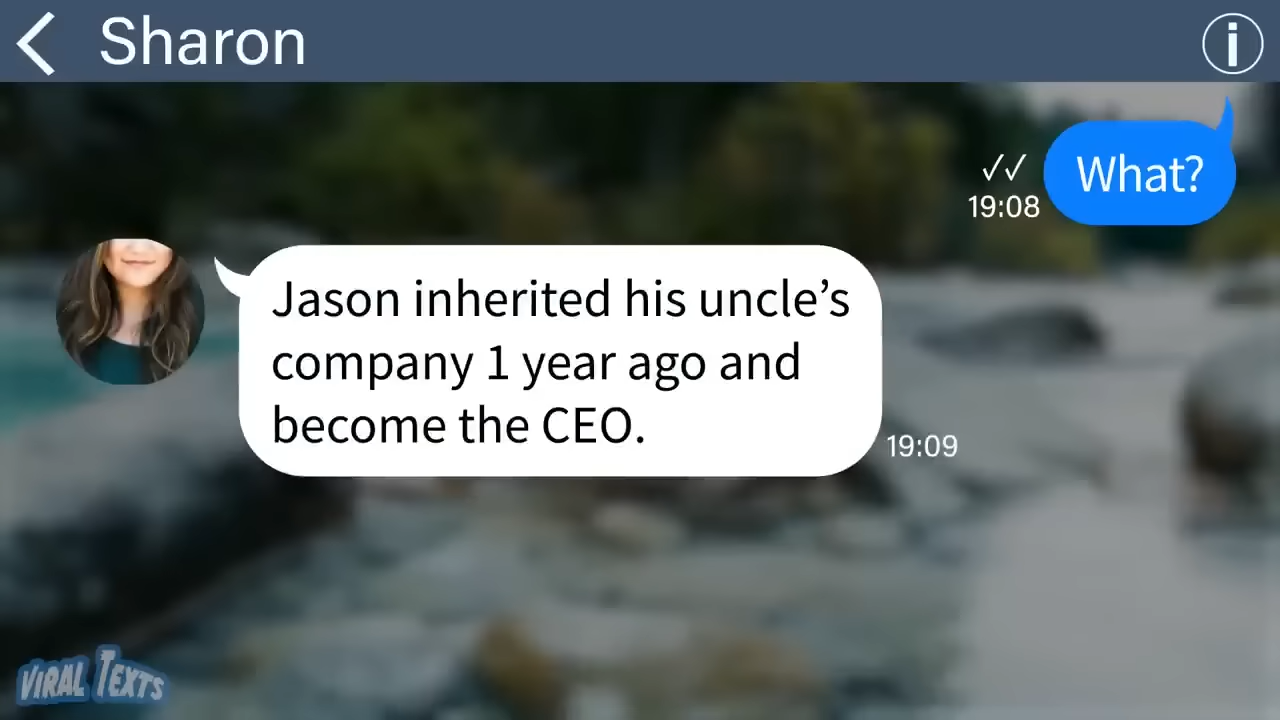 Sharon
i
What?
✓✓
19:08
Jason inherited his uncle’s
company 1 year ago and
become the CEO.
19:09
VIRAL TEXTS